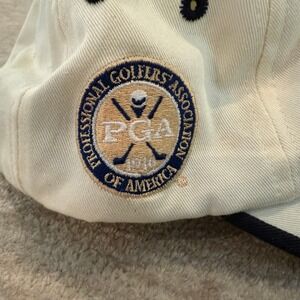 PROFESSIONAL GOLFERS' ASSOCIATION
PGA
1916
OF AMERICA
®